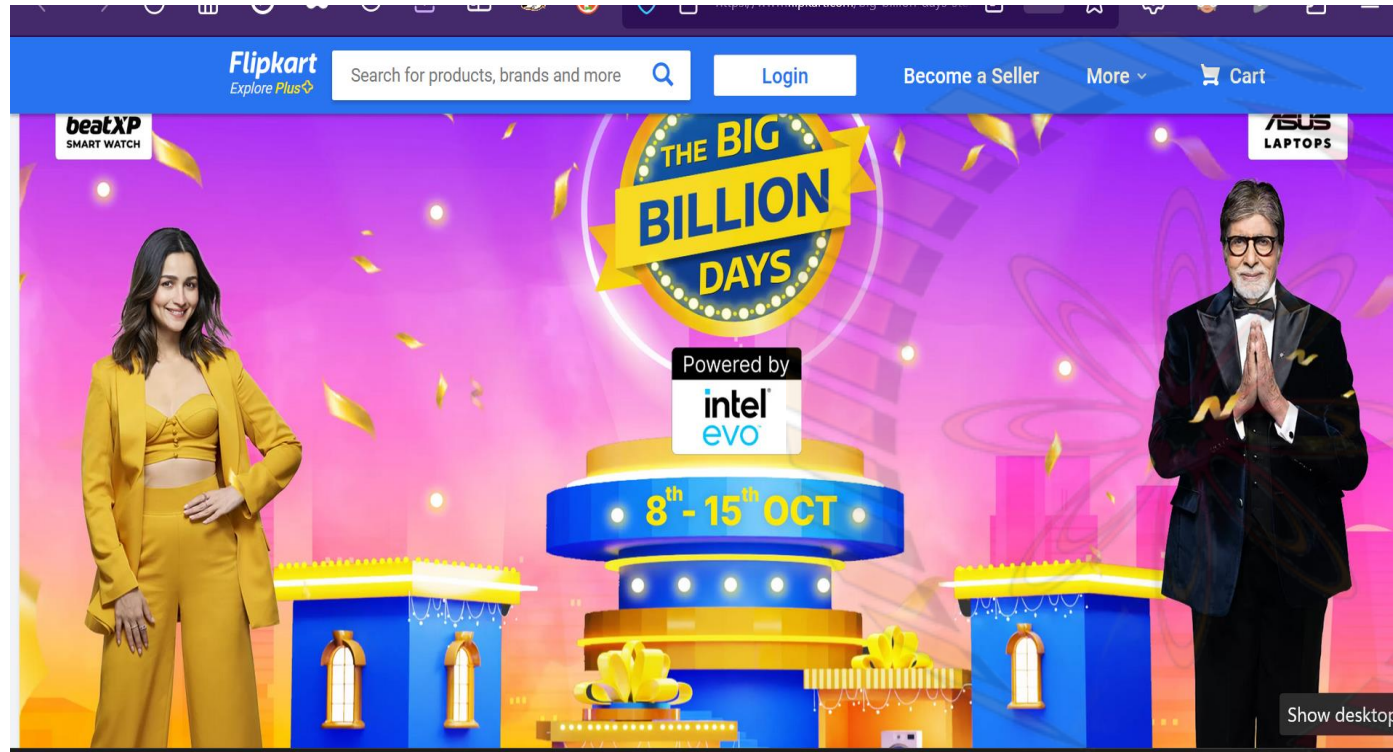 Flipkart
Explore Plus
Search for products, brands and more
Login
Become a Seller
More
Cart
beatXP
SMART WATCH
THE BIG
BILLION
DAYS
ASUS
LAPTOPS
Powered by
intel
evo
8th - 15th OCT
Show desktop